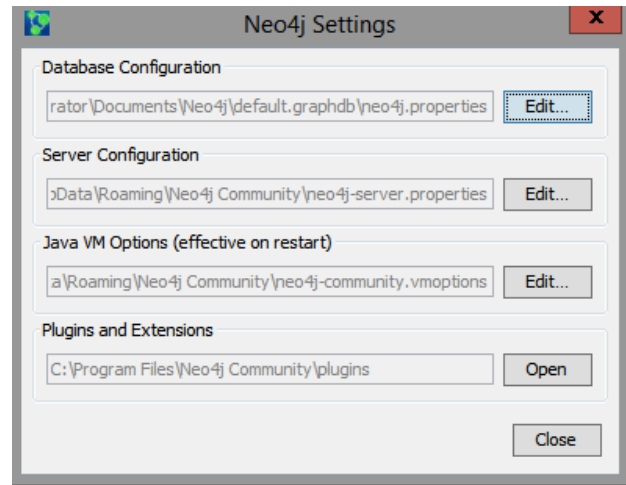 Neo4j Settings
x
Database Configuration
rator\Documents\Neo4j\default.graphdb\neo4j.properties Edit...
Server Configuration
Data\Roaming\Neo4j Community\neo4j-server.properties Edit...
Java VM Options (effective on restart)
a\Roaming\Neo4j Community\neo4j-community.vmoptions Edit...
Plugins and Extensions
C:\Program Files\Neo4j Community\plugins Open
Close